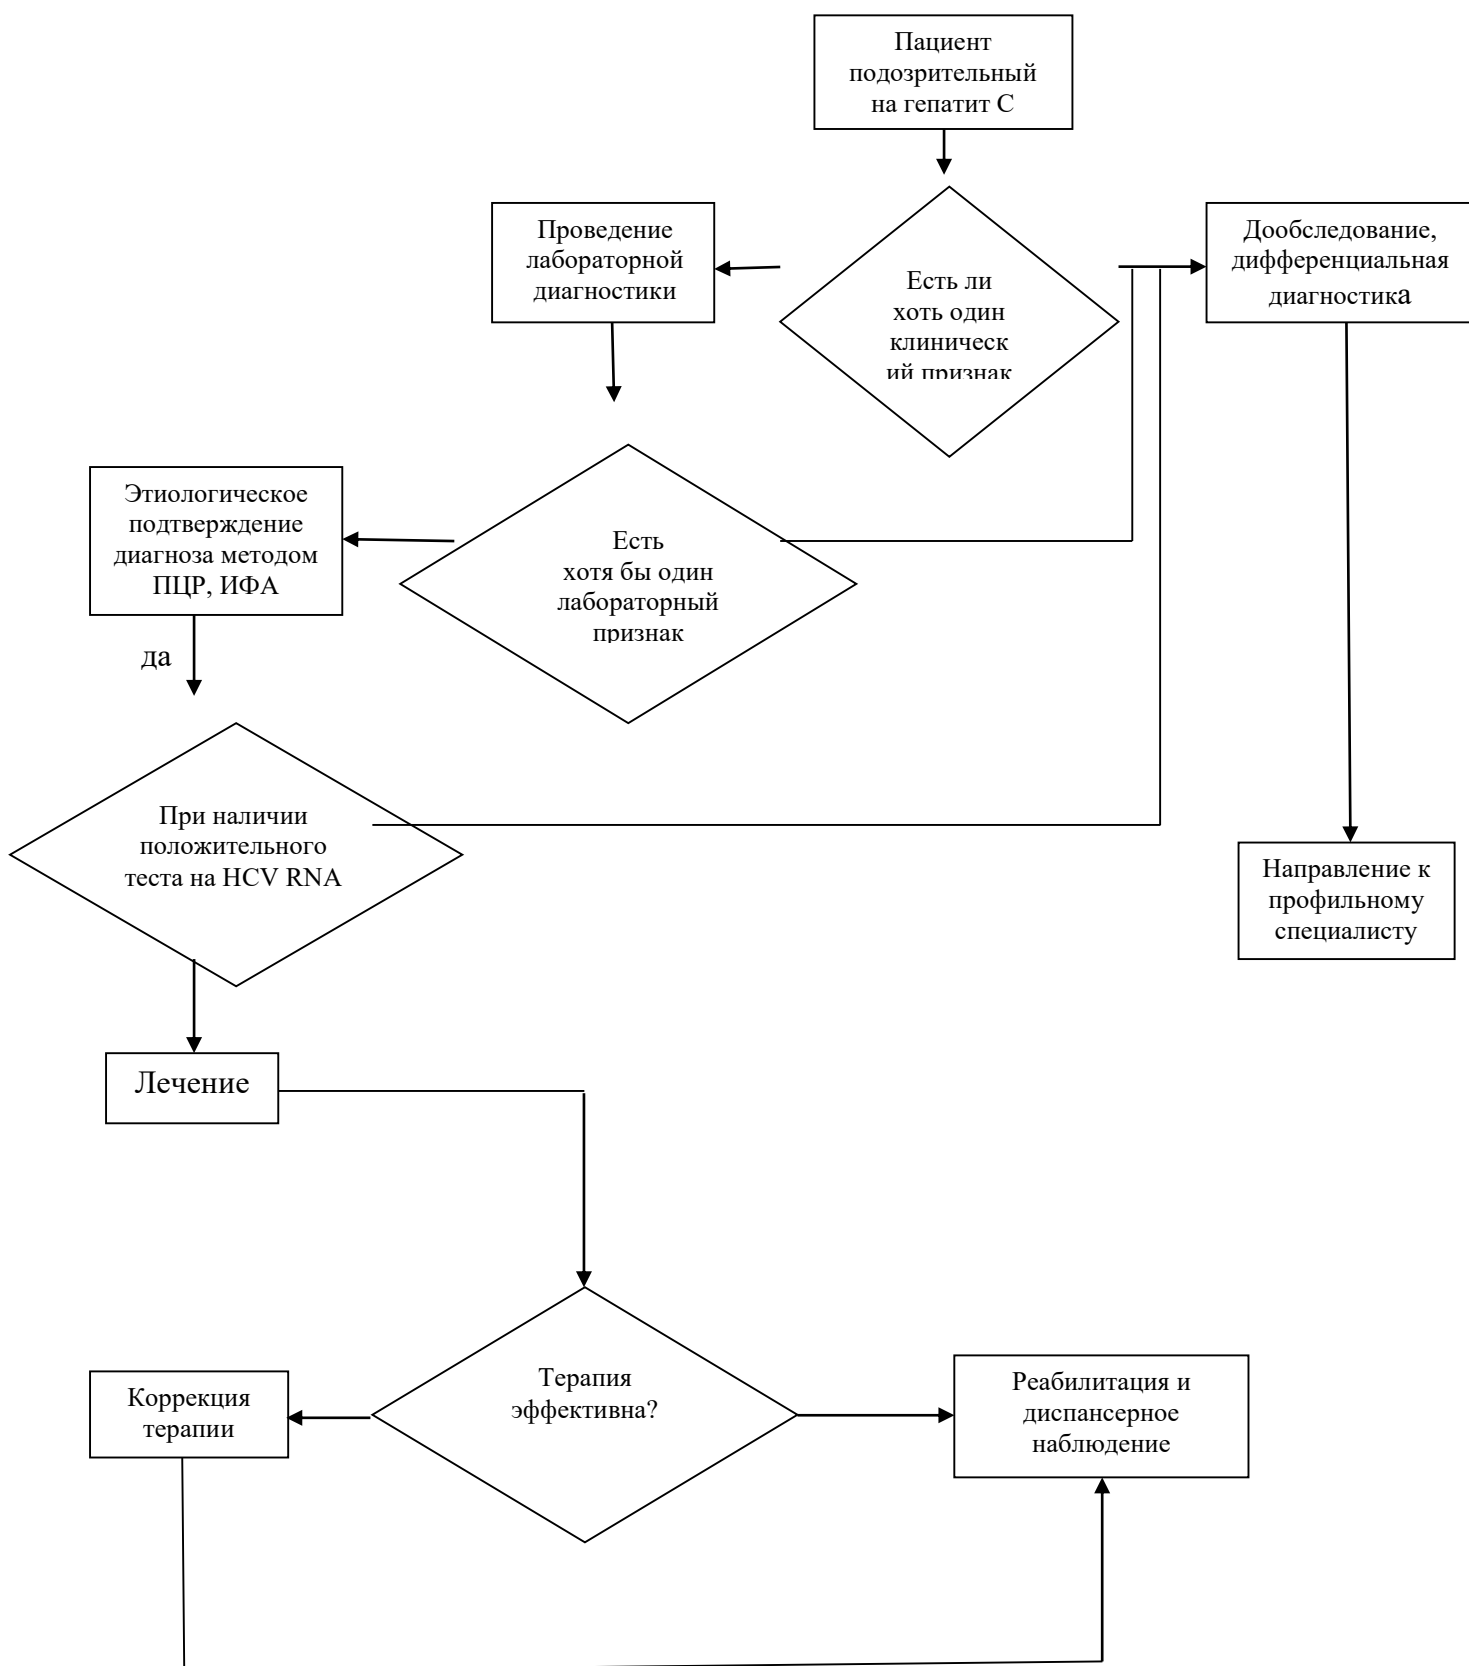 Пациент
подозрительный
на гепатит С
Проведение
лабораторной
диагностики
Есть ли
хоть один
клиническ
ий признак
Дообследование,
дифференциальная
диагностика
Этиологическое
подтверждение
диагноза методом
ПЦР, ИФА
Есть
хотя бы один
лабораторный
признак
да
При наличии
положительного
теста на HCV RNA
Направление к
профильному
специалисту
Лечение
Терапия
эффективна?
Коррекция
терапии
Реабилитация и
диспансерное
наблюдение